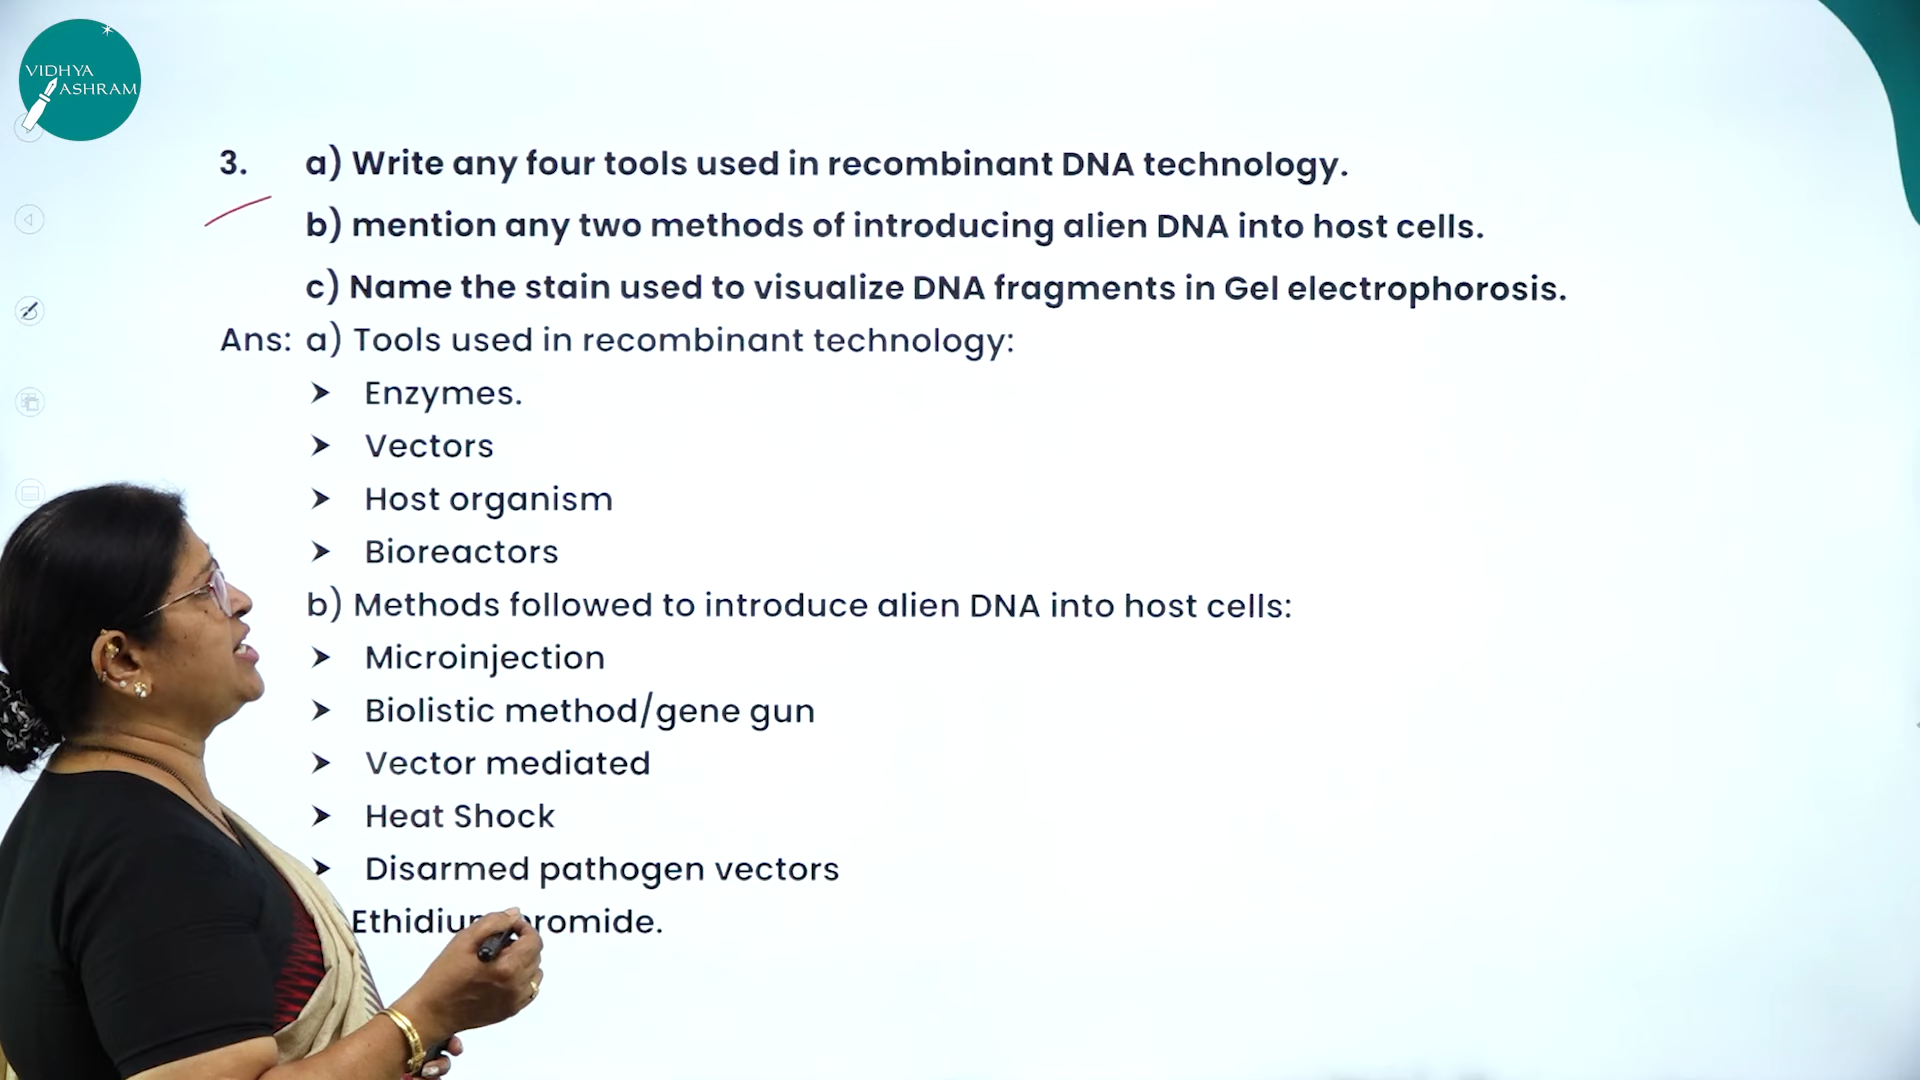 VIDHYA
ASHRAM
3. a) Write any four tools used in recombinant DNA technology.
b) mention any two methods of introducing alien DNA into host cells.
c) Name the stain used to visualize DNA fragments in Gel electrophorosis.
Ans: a) Tools used in recombinant technology:
➤ Enzymes.
➤ Vectors
➤ Host organism
➤ Bioreactors
b) Methods followed to introduce alien DNA into host cells:
➤ Microinjection
➤ Biolistic method/gene gun
➤ Vector mediated
➤ Heat Shock
➤ Disarmed pathogen vectors
Ethidium bromide.